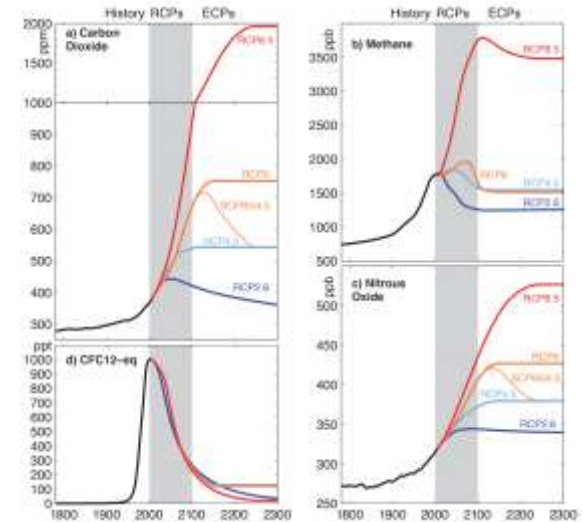 History RCPs ECPs
ppm
2000
1500
1000
900
800
700
600
500
400
300
a) Carbon
Dioxide
RCP8.5
RCP6
RCP4.5
RCP2.6
History RCPs ECPs
ppb
3500
3000
2500
2000
1500
1000
500
b) Methane
RCP8.5
RCP6
RCP4.5
RCP2.6
ppt
1000
900
800
700
600
500
400
300
200
100
0
d) CFC12-eq
1800 1900 2000 2100 2200 2300
ppb
500
450
400
350
300
250
c) Nitrous
Oxide
RCP8.5
RCP6
RCP4.5
RCP2.6
1800 1900 2000 2100 2200 2300